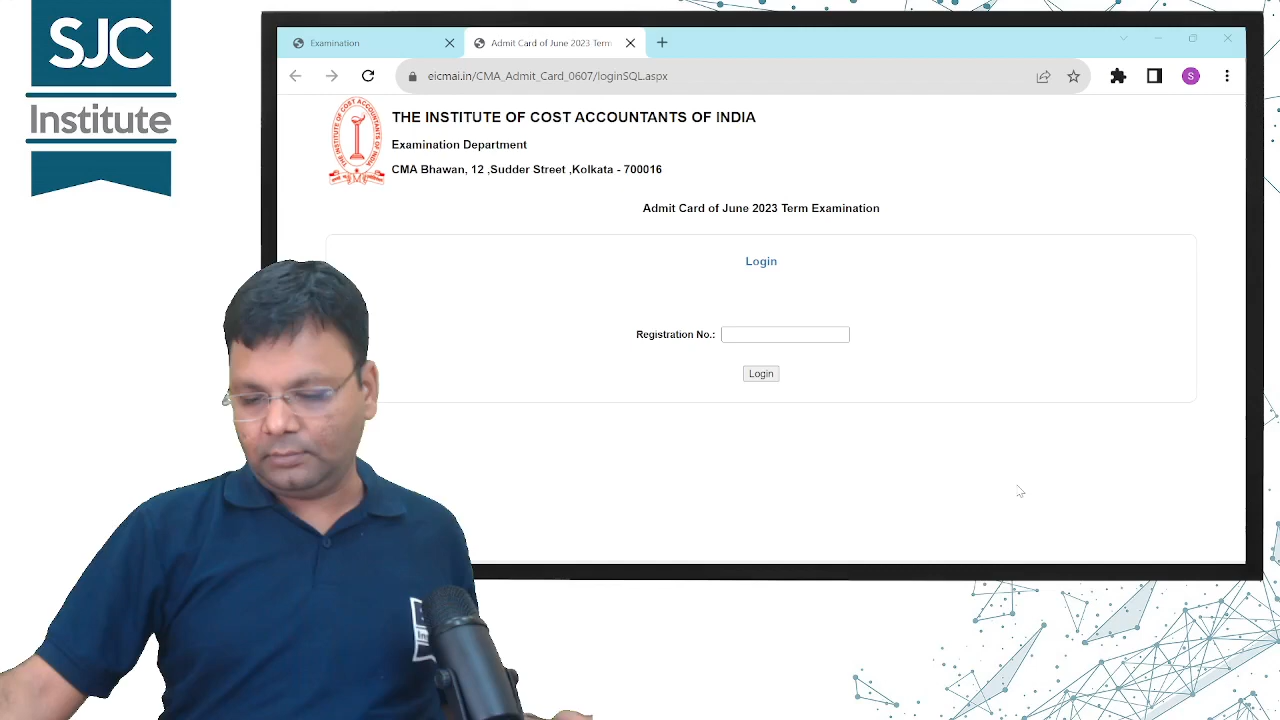 SJC
Institute
Examination
Admit Card of June 2023 Term
eicmai.in/CMA_Admit_Card_0607/loginSQL.aspx
S
THE INSTITUTE OF COST ACCOUNTANTS OF INDIA
Examination Department
CMA Bhawan, 12 ,Sudder Street ,Kolkata - 700016
Admit Card of June 2023 Term Examination
Login
Registration No.:
Login